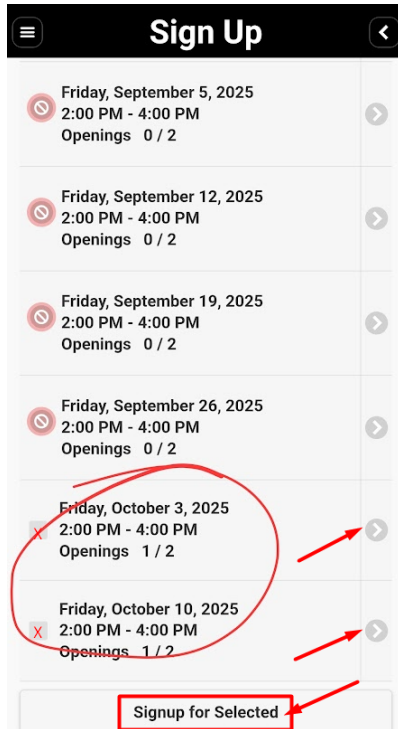 Sign Up
Friday, September 5, 2025
2:00 PM - 4:00 PM
Openings 0 / 2
Friday, September 12, 2025
2:00 PM - 4:00 PM
Openings 0 / 2
Friday, September 19, 2025
2:00 PM - 4:00 PM
Openings 0 / 2
Friday, September 26, 2025
2:00 PM - 4:00 PM
Openings 0 / 2
Friday, October 3, 2025
X 2:00 PM - 4:00 PM
Openings 1 / 2
Friday, October 10, 2025
X 2:00 PM - 4:00 PM
Openings 1 / 2
Signup for Selected